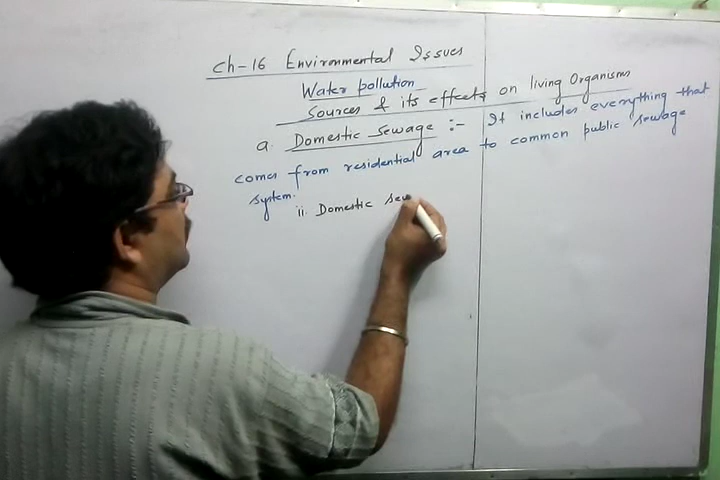 Ch-16 Environmental Issues
Water pollution
Sources & its effects on living Organisms
a. Domestic Sewage :- It includes everything that
comes from residential area to common public sewage
system.
ii. Domestic sew